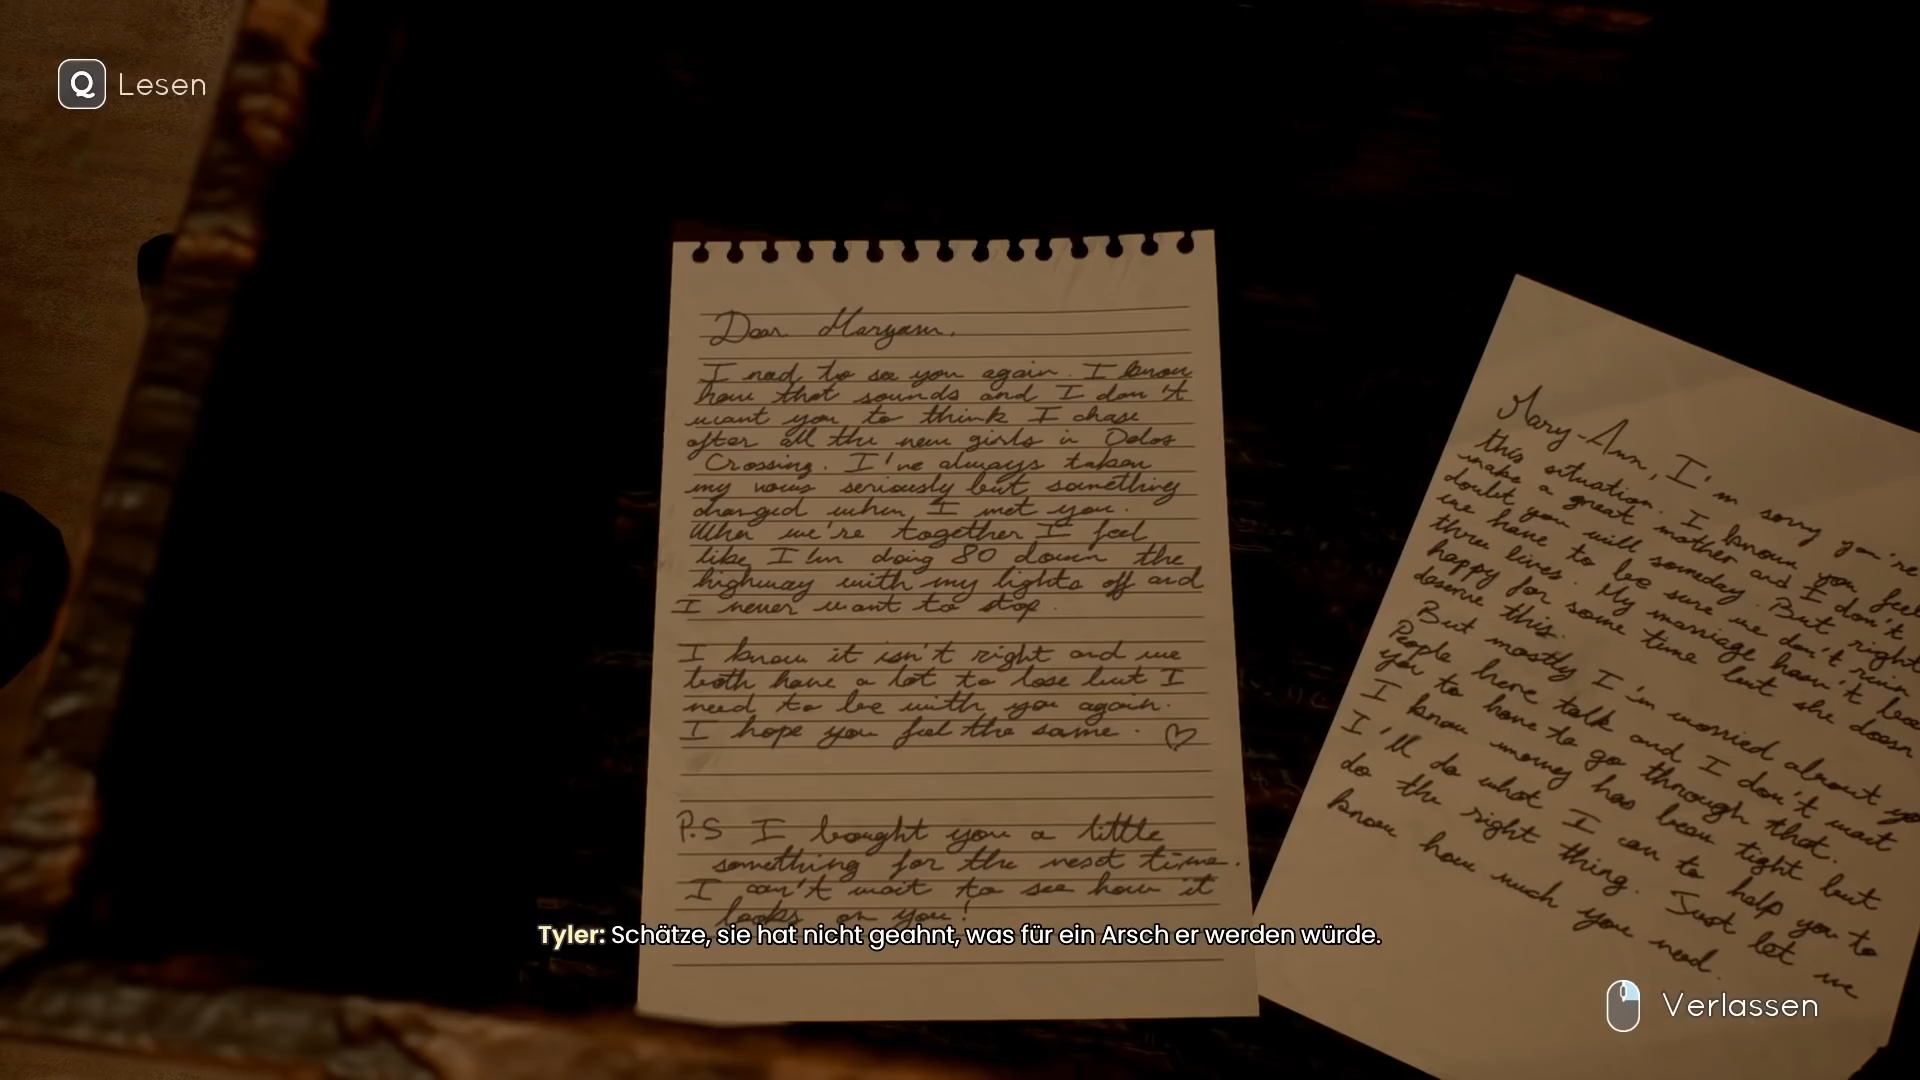 Q Lesen
Dear Maryann,
I need to see you again. I know
how that sounds and I don't
want you to think I chase
after all the new girls in Delos
Crossing. I've always taken
my vows seriously but something
changed when I met you.
When we're together I feel
like I'm doing 80 down the
highway with my lights off and
I never want to stop.
I know it isn't right and we
both have a lot to lose but I
need to be with you again.
I hope you feel the same.
P.S I bought you a little
something for the next time.
I can't wait to see how it
looks on you!
Mary-Ann, I'm sorry you're
this situation. I know you feel
make a great mother and I don't
doubt you will someday. But right
we have to be sure we don't ruin
three lives. My marriage hasn't been
happy for some time but she doesn
deserve this.
But mostly I'm worried about yo
People here talk and I don't want
you to have to go through that.
I know money has been tight but
I'll do what I can to help you to
do the right thing. Just let me
know how much you need.
Tyler: Schätze, sie hat nicht geahnt, was für ein Arsch er werden würde.
Verlassen